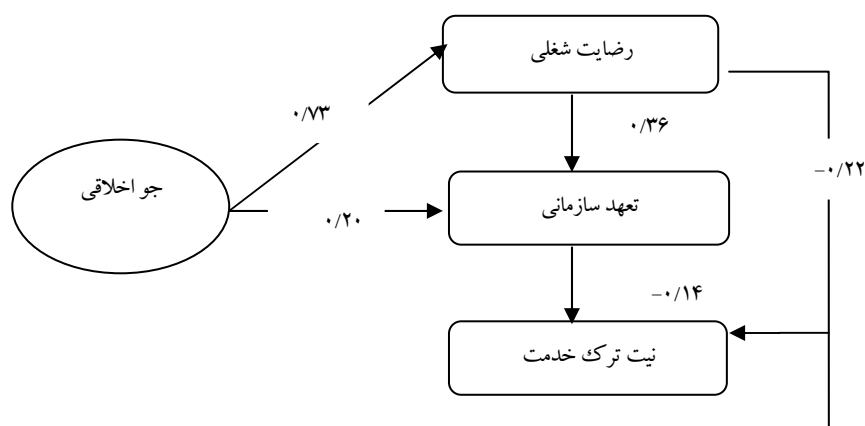 رضایت شغلی
۰/۷۳
۰/۳۶
-۰/۲۲
جو اخلاقی
تعهد سازمانی
۰/۲۰
-۰/۱۴
نیت ترک خدمت